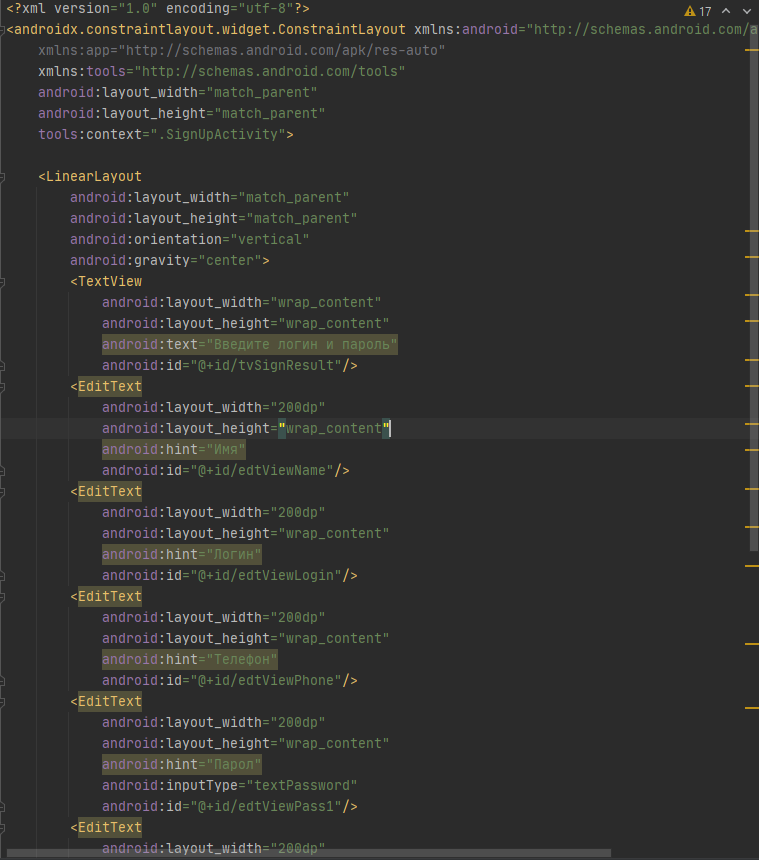 <?xml version="1.0" encoding="utf-8"?>
17
<androidx.constraintlayout.widget.ConstraintLayout xmlns:android="http://schemas.android.com/a
    xmlns:app="http://schemas.android.com/apk/res-auto"
    xmlns:tools="http://schemas.android.com/tools"
    android:layout_width="match_parent"
    android:layout_height="match_parent"
    tools:context=".SignUpActivity">
    <LinearLayout
        android:layout_width="match_parent"
        android:layout_height="match_parent"
        android:orientation="vertical"
        android:gravity="center">
        <TextView
            android:layout_width="wrap_content"
            android:layout_height="wrap_content"
            android:text="Введите логин и пароль"
            android:id="@+id/tvSignResult"/>
        <EditText
            android:layout_width="200dp"
            android:layout_height="wrap_content"
            android:hint="Имя"
            android:id="@+id/edtViewName"/>
        <EditText
            android:layout_width="200dp"
            android:layout_height="wrap_content"
            android:hint="Логин"
            android:id="@+id/edtViewLogin"/>
        <EditText
            android:layout_width="200dp"
            android:layout_height="wrap_content"
            android:hint="Телефон"
            android:id="@+id/edtViewPhone"/>
        <EditText
            android:layout_width="200dp"
            android:layout_height="wrap_content"
            android:hint="Парол"
            android:inputType="textPassword"
            android:id="@+id/edtViewPass1"/>
        <EditText
            android:layout_width="200dp"